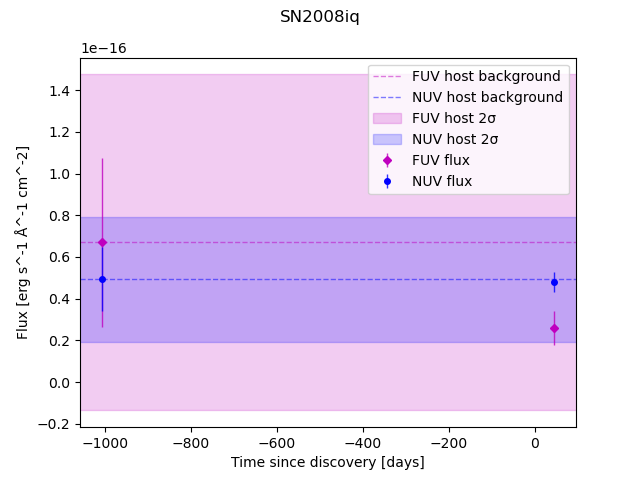 SN2008iq
1e−16
FUV host background
NUV host background
FUV host 2σ
NUV host 2σ
FUV flux
NUV flux
1.4
1.2
1.0
0.8
0.6
0.4
0.2
0.0
−0.2
Flux [erg s^-1 Å^-1 cm^-2]
−1000 −800 −600 −400 −200 0
Time since discovery [days]